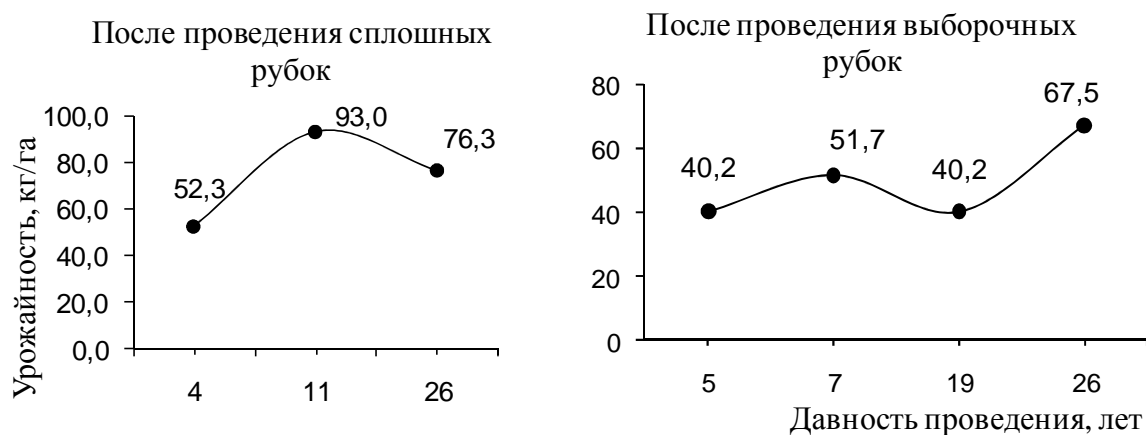 После проведения сплошных
рубок
Урожайность, кг/га
100,0
80,0
60,0
40,0
20,0
0,0
52,3
93,0
76,3
4 11 26
После проведения выборочных
рубок
80
60
40
20
0
40,2
51,7
40,2
67,5
5 7 19 26
Давность проведения, лет